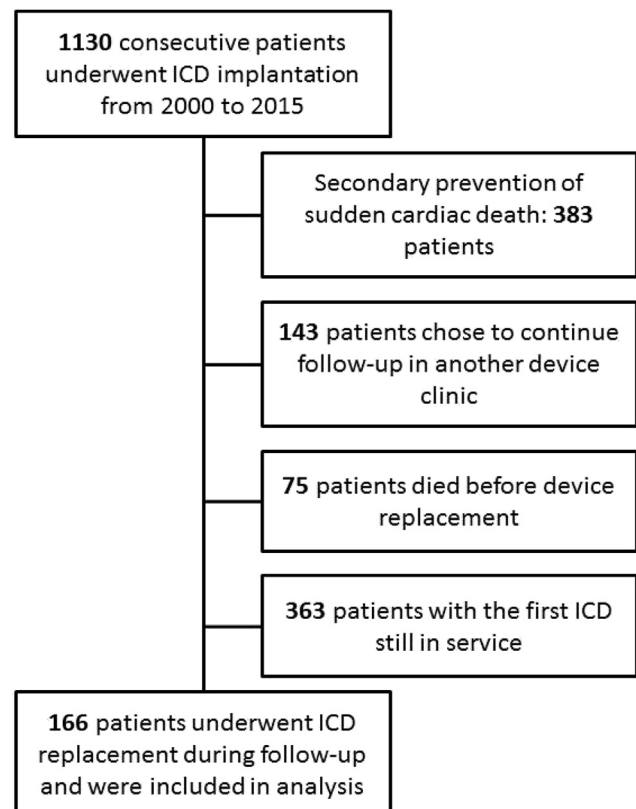 1130 consecutive patients
underwent ICD implantation
from 2000 to 2015
Secondary prevention of
sudden cardiac death: 383
patients
143 patients chose to continue
follow-up in another device
clinic
75 patients died before device
replacement
363 patients with the first ICD
still in service
166 patients underwent ICD
replacement during follow-up
and were included in analysis